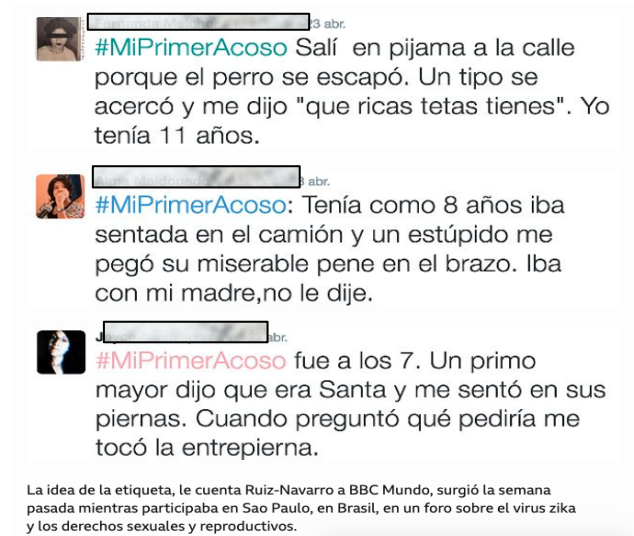 23 abr.
#MiPrimerAcoso Salí en pijama a la calle
porque el perro se escapó. Un tipo se
acercó y me dijo "que ricas tetas tienes". Yo
tenía 11 años.
abr.
#MiPrimerAcoso: Tenía como 8 años iba
sentada en el camión y un estúpido me
pegó su miserable pene en el brazo. Iba
con mi madre,no le dije.
abr.
#MiPrimerAcoso fue a los 7. Un primo
mayor dijo que era Santa y me sentó en sus
piernas. Cuando preguntó qué pediría me
tocó la entrepierna.
La idea de la etiqueta, le cuenta Ruiz-Navarro a BBC Mundo, surgió la semana
pasada mientras participaba en Sao Paulo, en Brasil, en un foro sobre el virus zika
y los derechos sexuales y reproductivos.